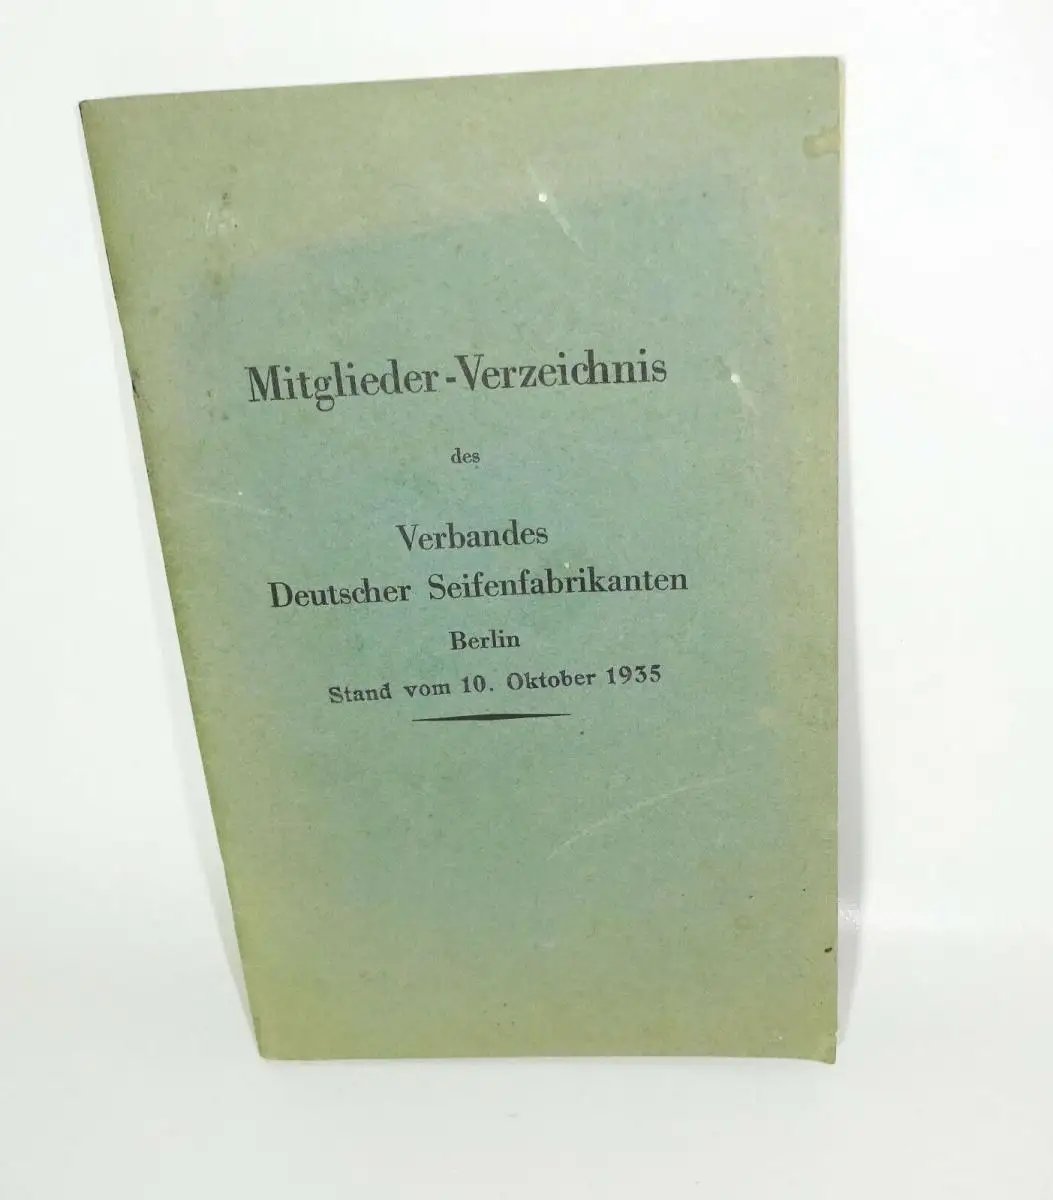 Mitglieder-Verzeichnis
des
Verbandes
Deutscher Seifenfabrikanten
Berlin
Stand vom 10. Oktober 1935